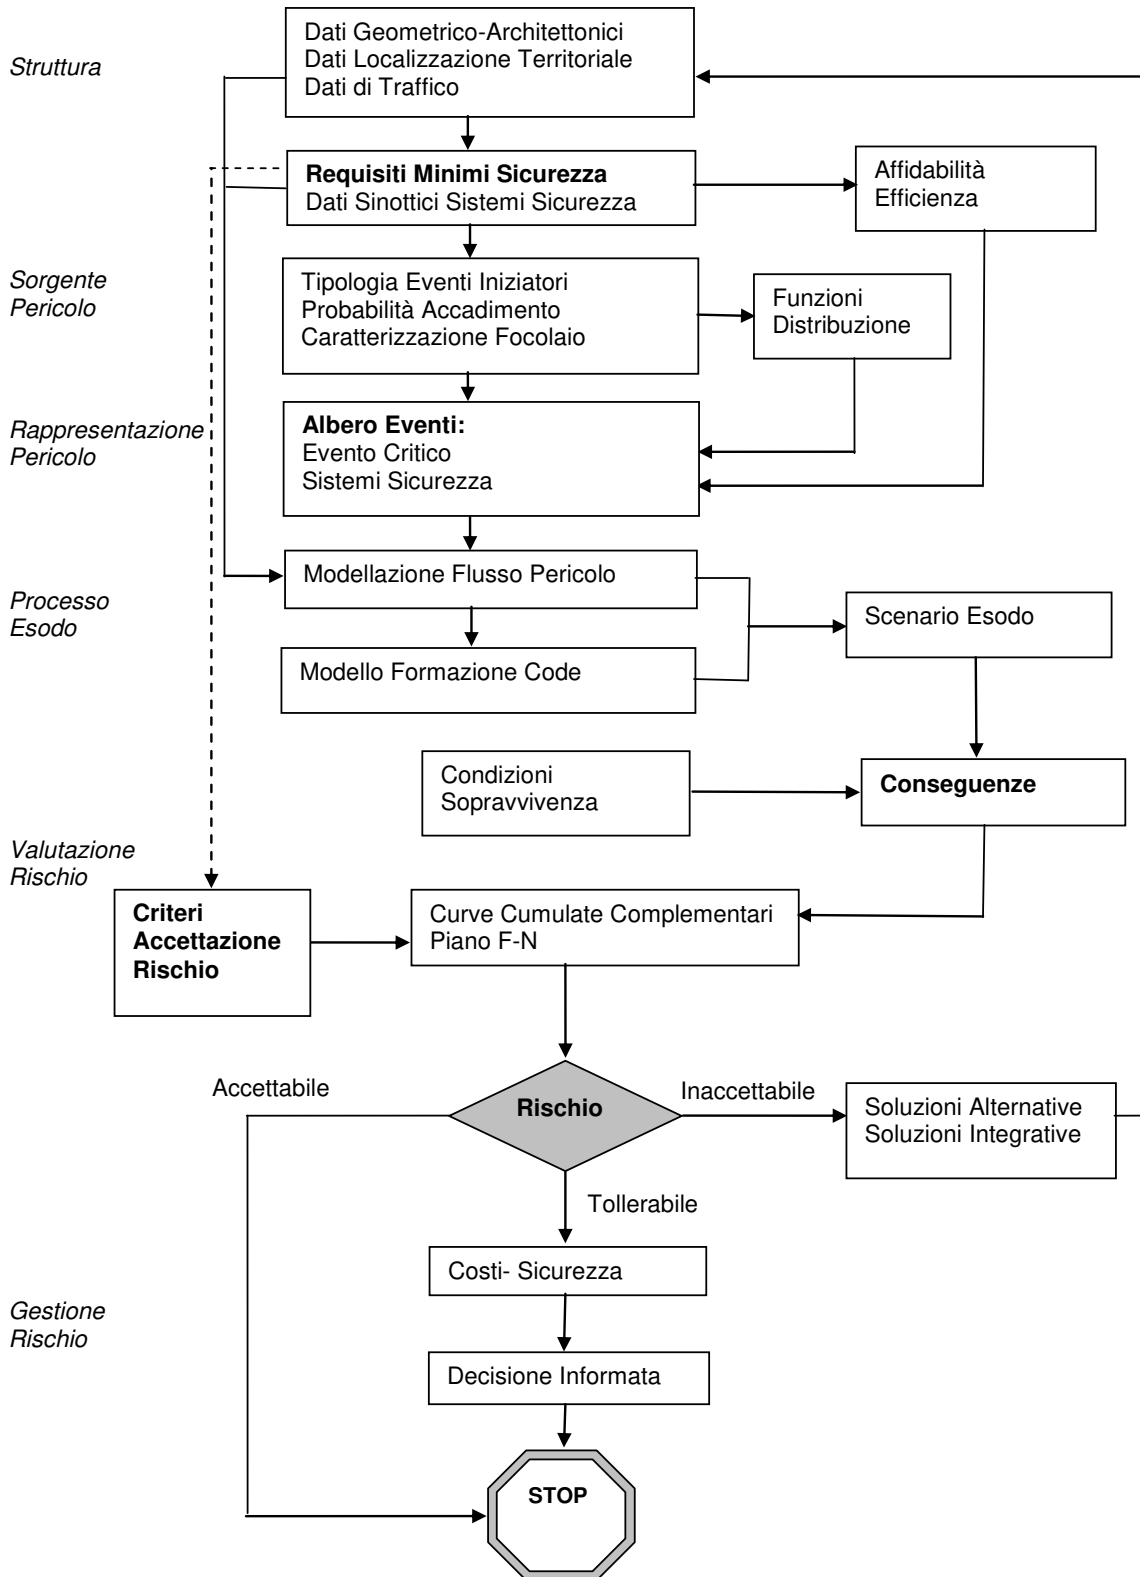 Struttura
Dati Geometrico-Architettonici
Dati Localizzazione Territoriale
Dati di Traffico
Requisiti Minimi Sicurezza
Dati Sinottici Sistemi Sicurezza
Affidabilità
Efficienza
Sorgente
Pericolo
Tipologia Eventi Iniziatori
Probabilità Accadimento
Caratterizzazione Focolaio
Funzioni
Distribuzione
Rappresentazione
Pericolo
Albero Eventi:
Evento Critico
Sistemi Sicurezza
Processo
Esodo
Modellazione Flusso Pericolo
Scenario Esodo
Modello Formazione Code
Condizioni
Sopravvivenza
Conseguenze
Valutazione
Rischio
Criteri
Accettazione
Rischio
Curve Cumulate Complementari
Piano F-N
Accettabile
Rischio
Inaccettabile
Soluzioni Alternative
Soluzioni Integrative
Tollerabile
Costi- Sicurezza
Gestione
Rischio
Decisione Informata
STOP